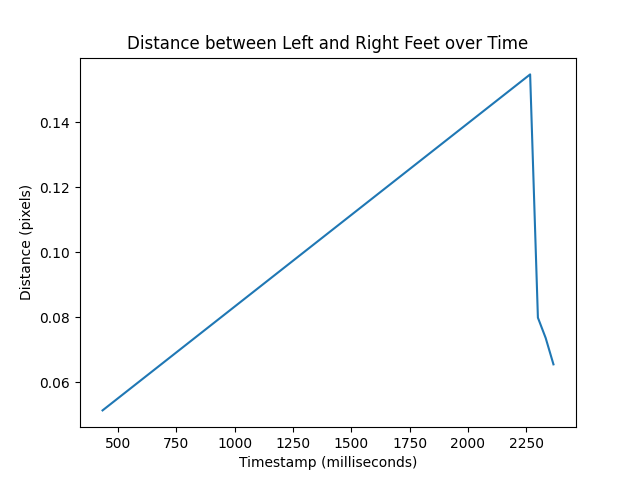 Distance between Left and Right Feet over Time
0.14
0.12
0.10
0.08
0.06
Distance (pixels)
500 750 1000 1250 1500 1750 2000 2250
Timestamp (milliseconds)